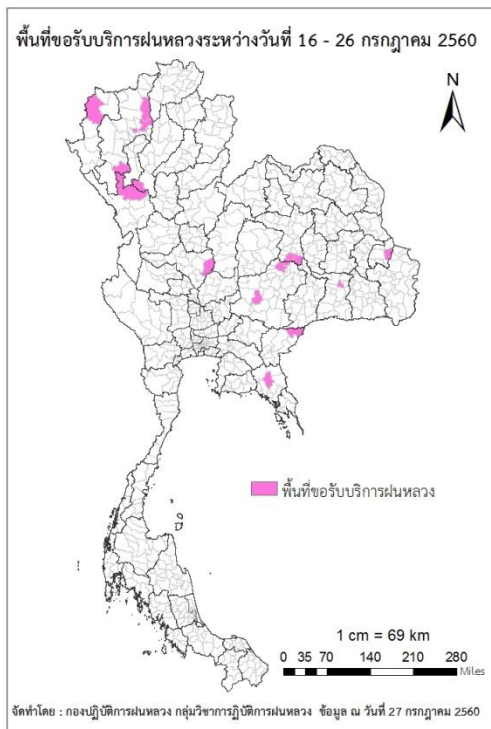 พื้นที่ขอรับบริการฝนหลวงระหว่างวันที่ 16 - 26 กรกฎาคม 2560
N
พื้นที่ขอรับบริการฝนหลวง
1 cm = 69 km
0 35 70 140 210 280
Miles
จัดทำโดย : กองปฏิบัติการฝนหลวง กลุ่มวิชาการฏิบัติการฝนหลวง ข้อมูล ณ วันที่ 27 กรกฎาคม 2560